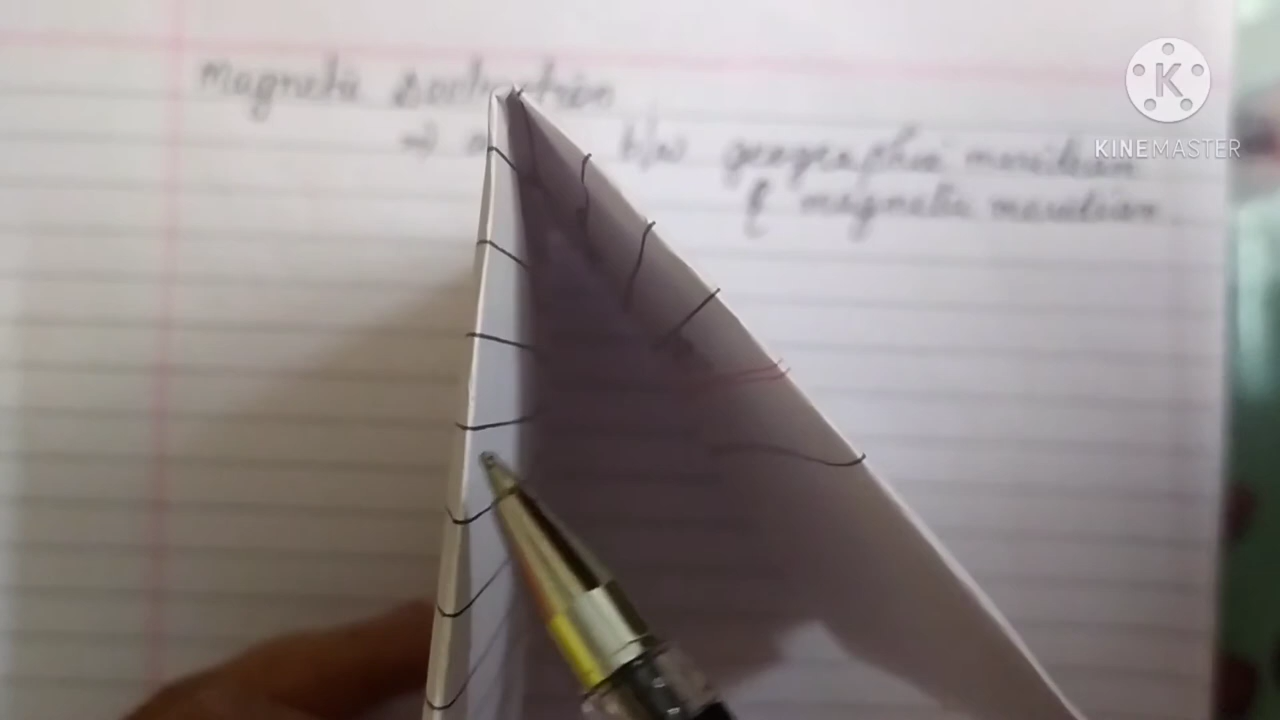 Magnetic declination
→ b/w geographic meridian
& magnetic meridian
KINEMASTER